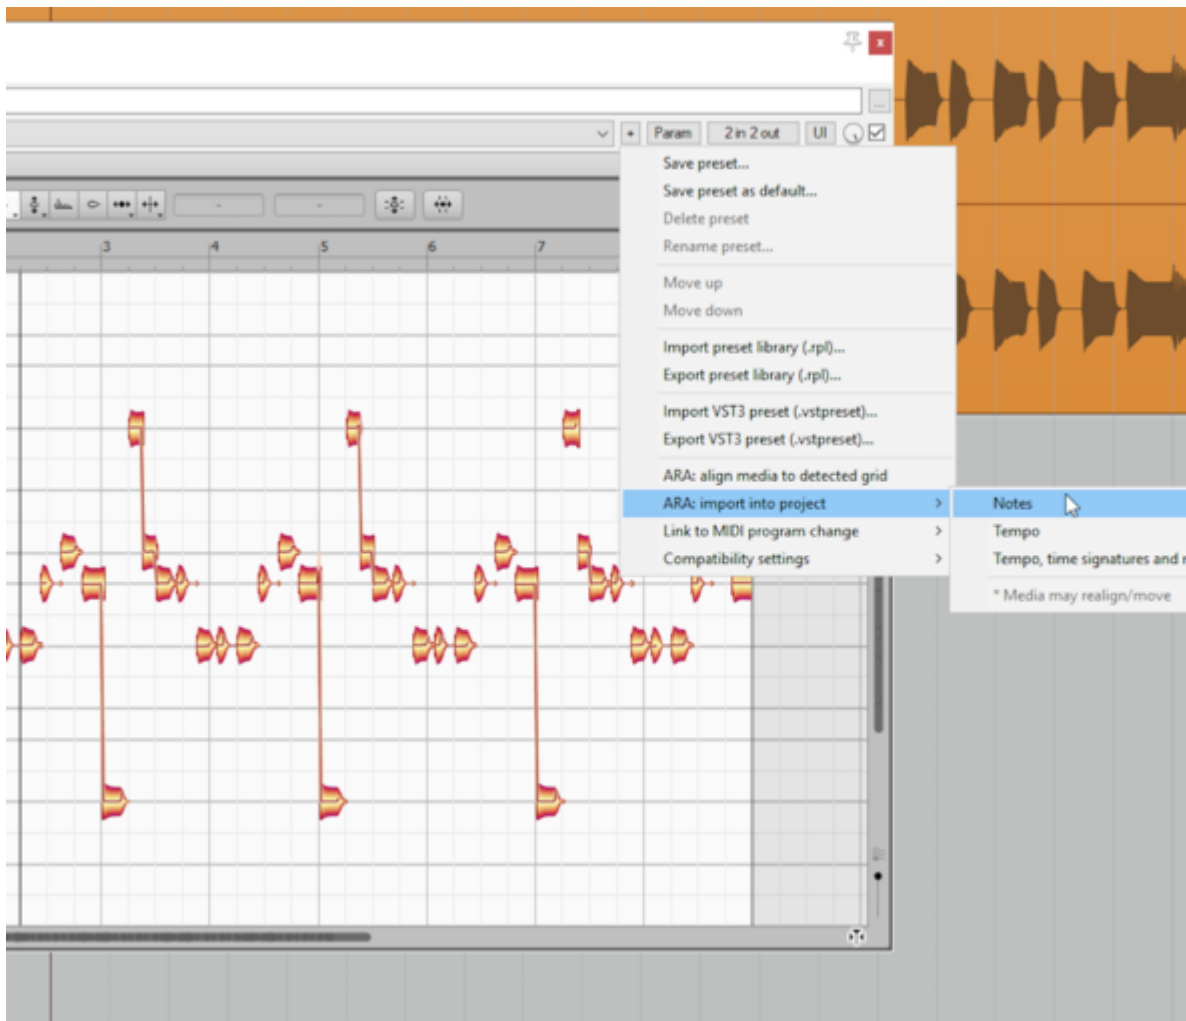 x
...
+ Param 2 in 2 out UI
Save preset...
Save preset as default...
Delete preset
Rename preset...
Move up
Move down
Import preset library (.rpl)...
Export preset library (.rpl)...
Import VST3 preset (.vstpreset)...
Export VST3 preset (.vstpreset)...
ARA: align media to detected grid
ARA: import into project
Link to MIDI program change
Compatibility settings
Notes
Tempo
Tempo, time signatures and
* Media may realign/move
- -
3 4 5 6 7